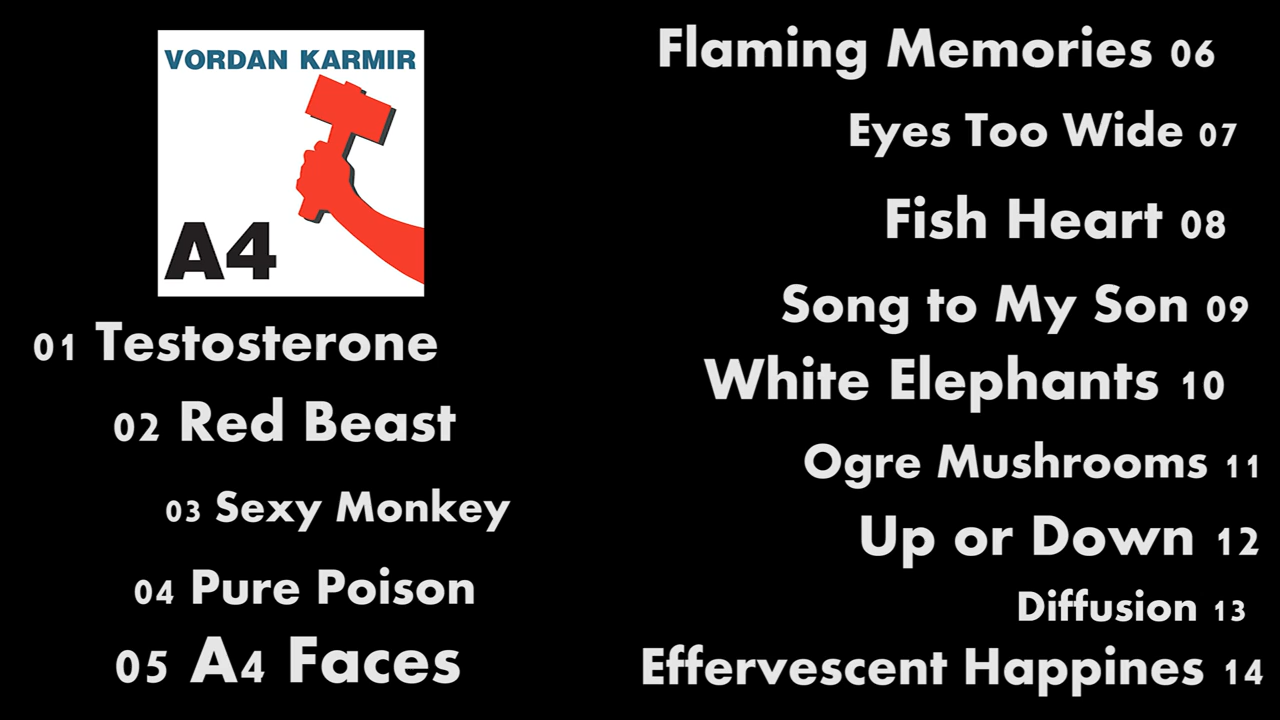 VORDAN KARMIR
A4
01 Testosterone
02 Red Beast
03 Sexy Monkey
04 Pure Poison
05 A4 Faces
Flaming Memories 06
Eyes Too Wide 07
Fish Heart 08
Song to My Son 09
White Elephants 10
Ogre Mushrooms 11
Up or Down 12
Diffusion 13
Effervescent Happines 14